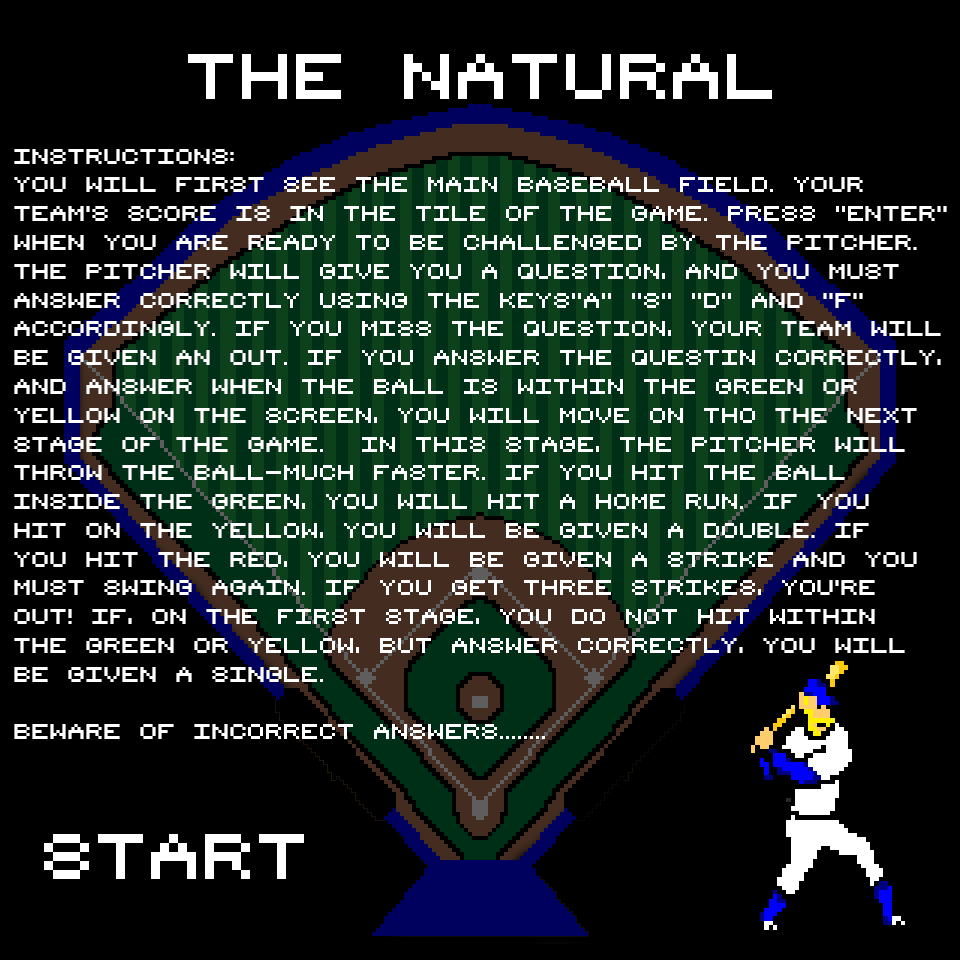 THE NATURAL
INSTRUCTIONS:
YOU WILL FIRST SEE THE MAIN BASEBALL FIELD. YOUR
TEAM'S SCORE IS IN THE TILE OF THE GAME. PRESS "ENTER"
WHEN YOU ARE READY TO BE CHALLENGED BY THE PITCHER.
THE PITCHER WILL GIVE YOU A QUESTION, AND YOU MUST
ANSWER CORRECTLY USING THE KEYS"A" "S" "D" AND "F"
ACCORDINGLY. IF YOU MISS THE QUESTION, YOUR TEAM WILL
BE GIVEN AN OUT. IF YOU ANSWER THE QUESTIN CORRECTLY,
AND ANSWER WHEN THE BALL IS WITHIN THE GREEN OR
YELLOW ON THE SCREEN, YOU WILL MOVE ON THO THE NEXT
STAGE OF THE GAME.  IN THIS STAGE, THE PITCHER WILL
THROW THE BALL-MUCH FASTER. IF YOU HIT THE BALL
INSIDE THE GREEN, YOU WILL HIT A HOME RUN. IF YOU
HIT ON THE YELLOW, YOU WILL BE GIVEN A DOUBLE. IF
YOU HIT THE RED, YOU WILL BE GIVEN A STRIKE AND YOU
MUST SWING AGAIN. IF YOU GET THREE STRIKES, YOU'RE
OUT! IF, ON THE FIRST STAGE, YOU DO NOT HIT WITHIN
THE GREEN OR YELLOW, BUT ANSWER CORRECTLY, YOU WILL
BE GIVEN A SINGLE.
BEWARE OF INCORRECT ANSWERS........
START